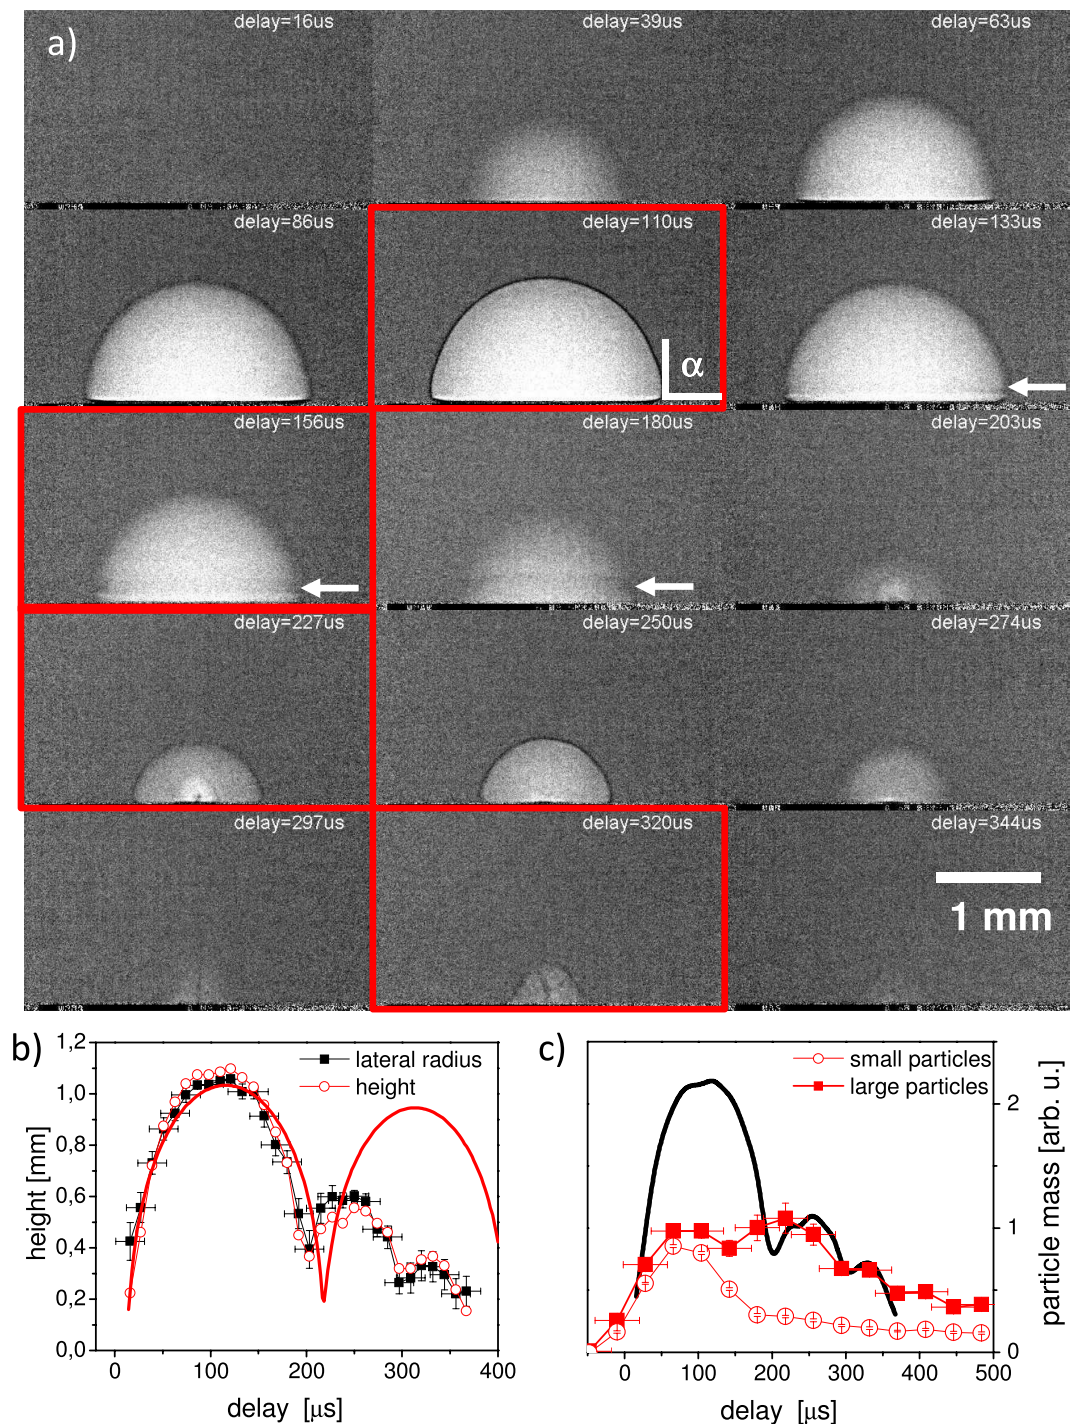 a)
delay=16us
delay=39us
delay=63us
delay=86us
delay=110us
delay=133us
α
delay=156us
delay=180us
delay=203us
delay=227us
delay=250us
delay=274us
delay=297us
delay=320us
delay=344us
1 mm
b)
1,2
1,0
0,8
0,6
0,4
0,2
0,0
height [mm]
lateral radius
height
0
100
200
300
400
delay [µs]
c)
small particles
large particles
2
1
0
particle mass [arb. u.]
0
100
200
300
400
500
delay [µs]